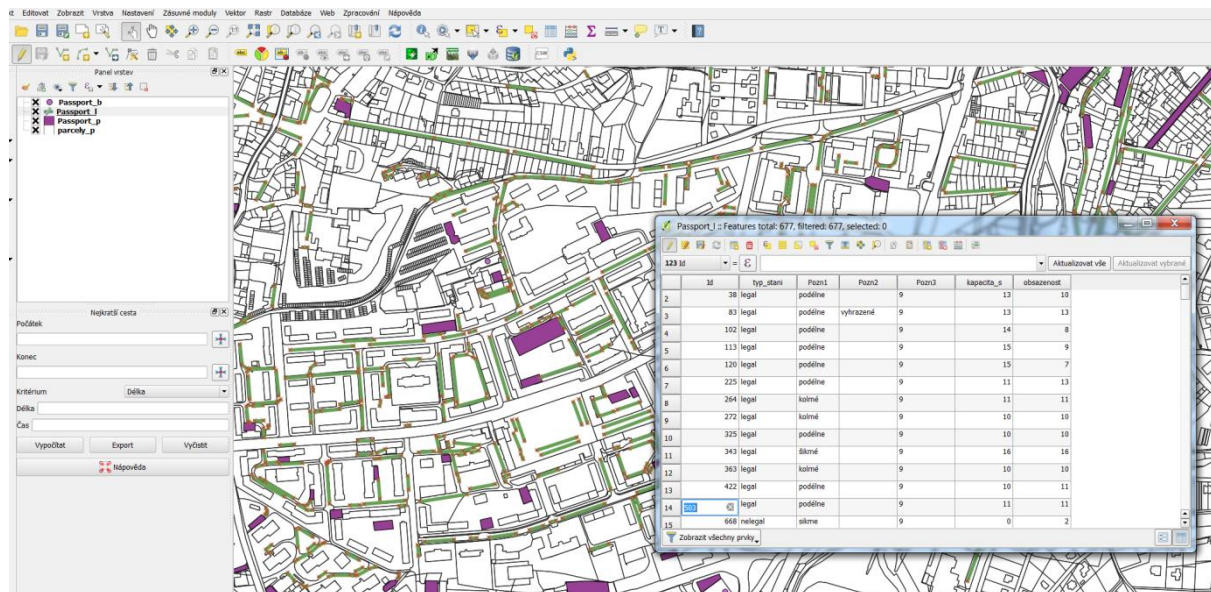 Editovat Zobrazit Vrstva Nastavení Zásuvné moduly Vektor Rastr Databáze Web Zpracování Nápověda
Panel vrstev
Passport_b
Passport_l
Passport_p
parcely_p
Nejkratší cesta
Počátek
Konec
Kritérium Délka
Délka
Čas
Vypočítat Export Vyčistit
Nápověda
Passport_l :: Features total: 677, filtered: 677, selected: 0
123 Id = ε Aktualizovat vše Aktualizovat vybrané
Id typ_stani Pozn1 Pozn2 Pozn3 kapacita_s obsazenost
2 38 legal podélne 9 13 10
3 83 legal podélne vyhrazené 9 13 13
4 102 legal podélne 9 14 8
5 113 legal podélne 9 15 9
6 120 legal podélne 9 15 7
7 225 legal podélne 9 11 13
8 264 legal kolmé 9 11 11
9 272 legal kolmé 9 10 10
10 325 legal podélne 9 10 10
11 343 legal šikmé 9 16 16
12 363 legal kolmé 9 10 10
13 422 legal podélne 9 10 11
14 503 legal podélne 9 11 11
15 668 nelegal sikme 9 0 2
Zobrazit všechny prvky